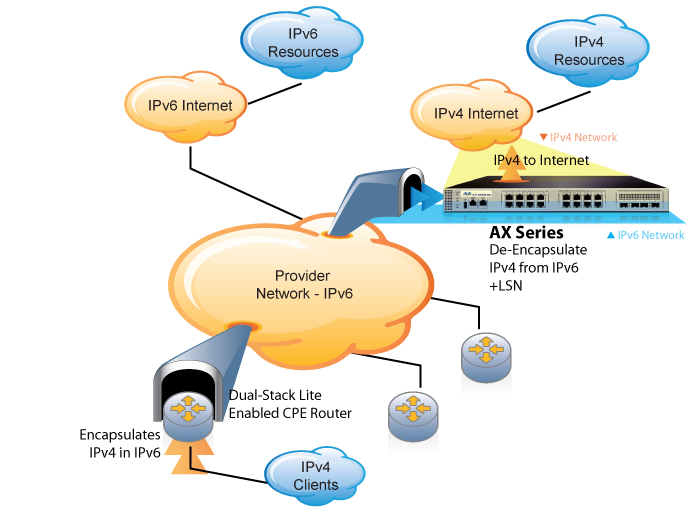 IPv6
Resources
IPv4
Resources
IPv6 Internet
IPv4 Internet
▼ IPv4 Network
IPv4 to Internet
AX Series
▲ IPv6 Network
De-Encapsulate
IPv4 from IPv6
+LSN
Provider
Network - IPv6
Dual-Stack Lite
Enabled CPE Router
Encapsulates
IPv4 in IPv6
IPv4
Clients